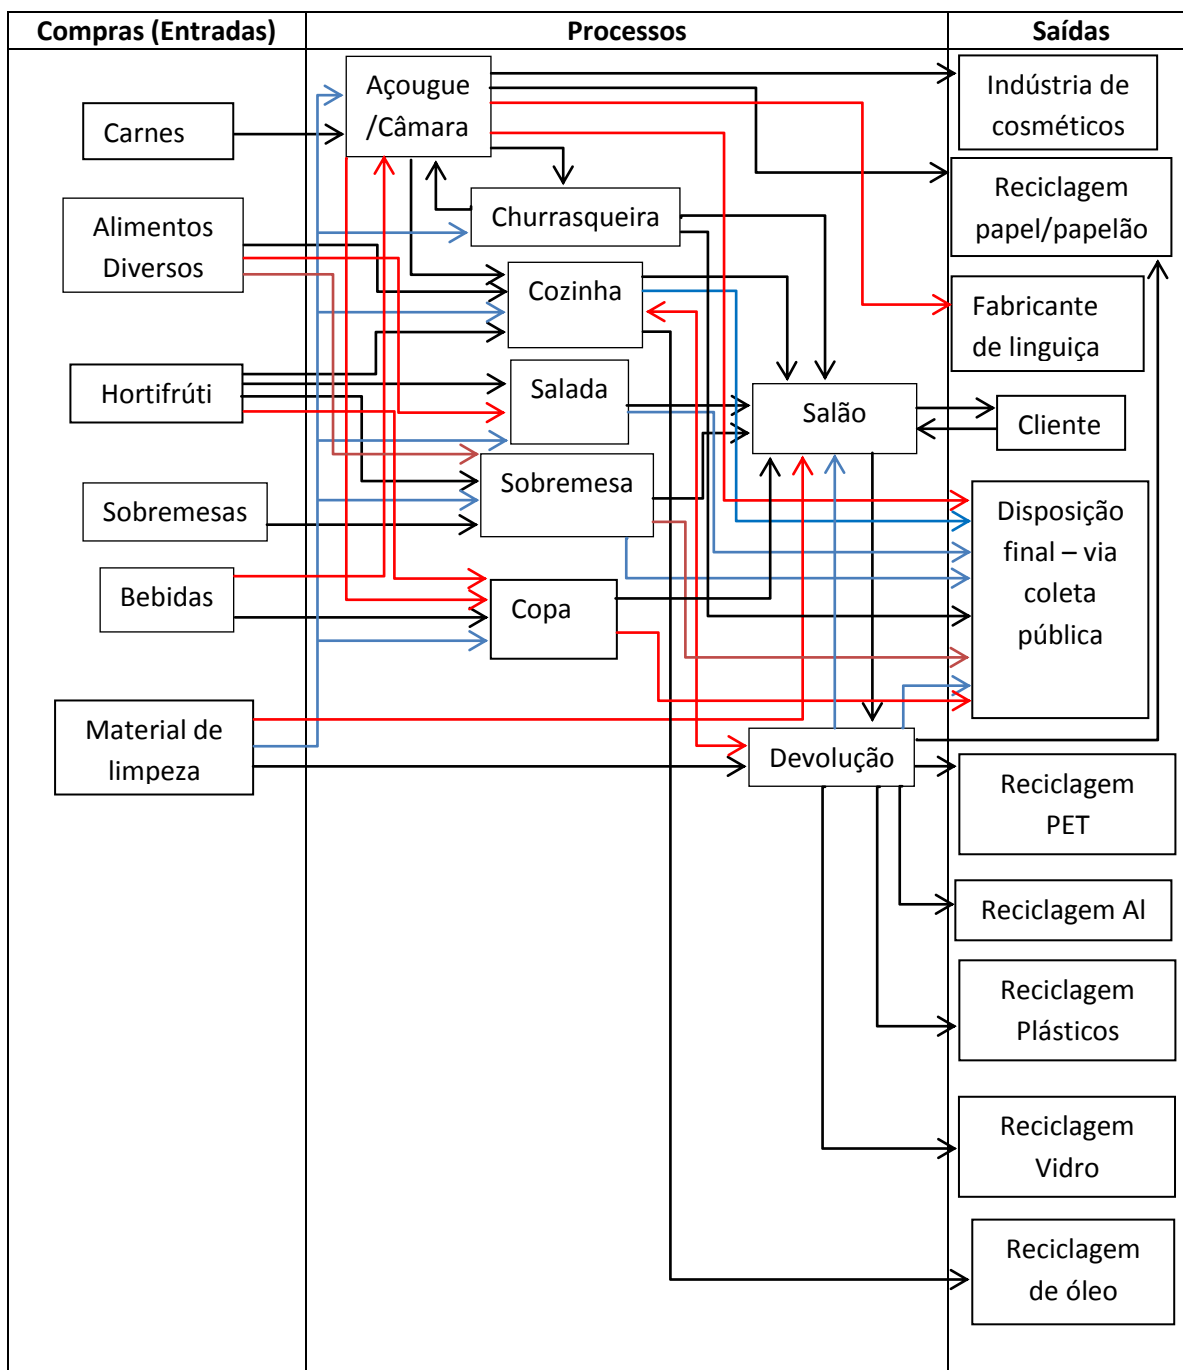 Compras (Entradas)
Processos
Saídas
Carnes
Alimentos
Diversos
Hortifrúti
Sobremesas
Bebidas
Material de
limpeza
Açougue
/Câmara
Churrasqueira
Cozinha
Salada
Sobremesa
Copa
Salão
Devolução
Indústria de
cosméticos
Reciclagem
papel/papelão
Fabricante
de linguiça
Cliente
Disposição
final – via
coleta
pública
Reciclagem
PET
Reciclagem Al
Reciclagem
Plásticos
Reciclagem
Vidro
Reciclagem
de óleo